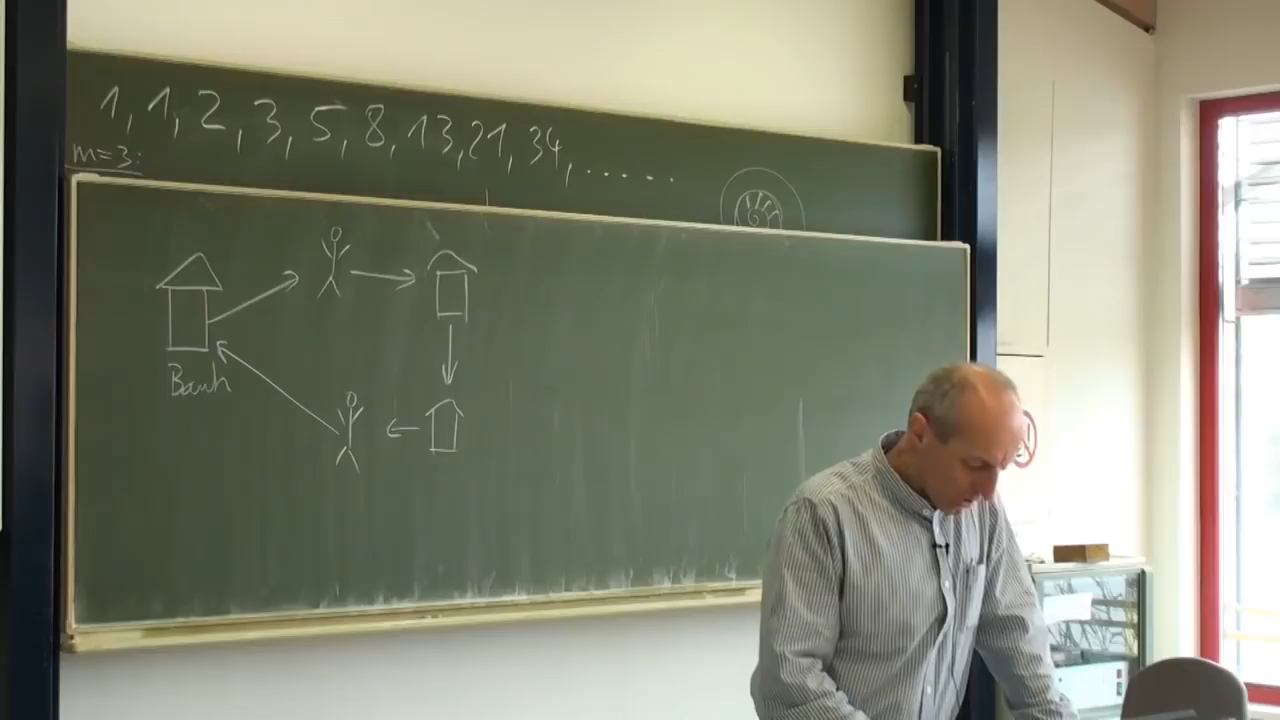 1, 1, 2, 3, 5, 8, 13, 21, 34, .....
m=3:
Bank